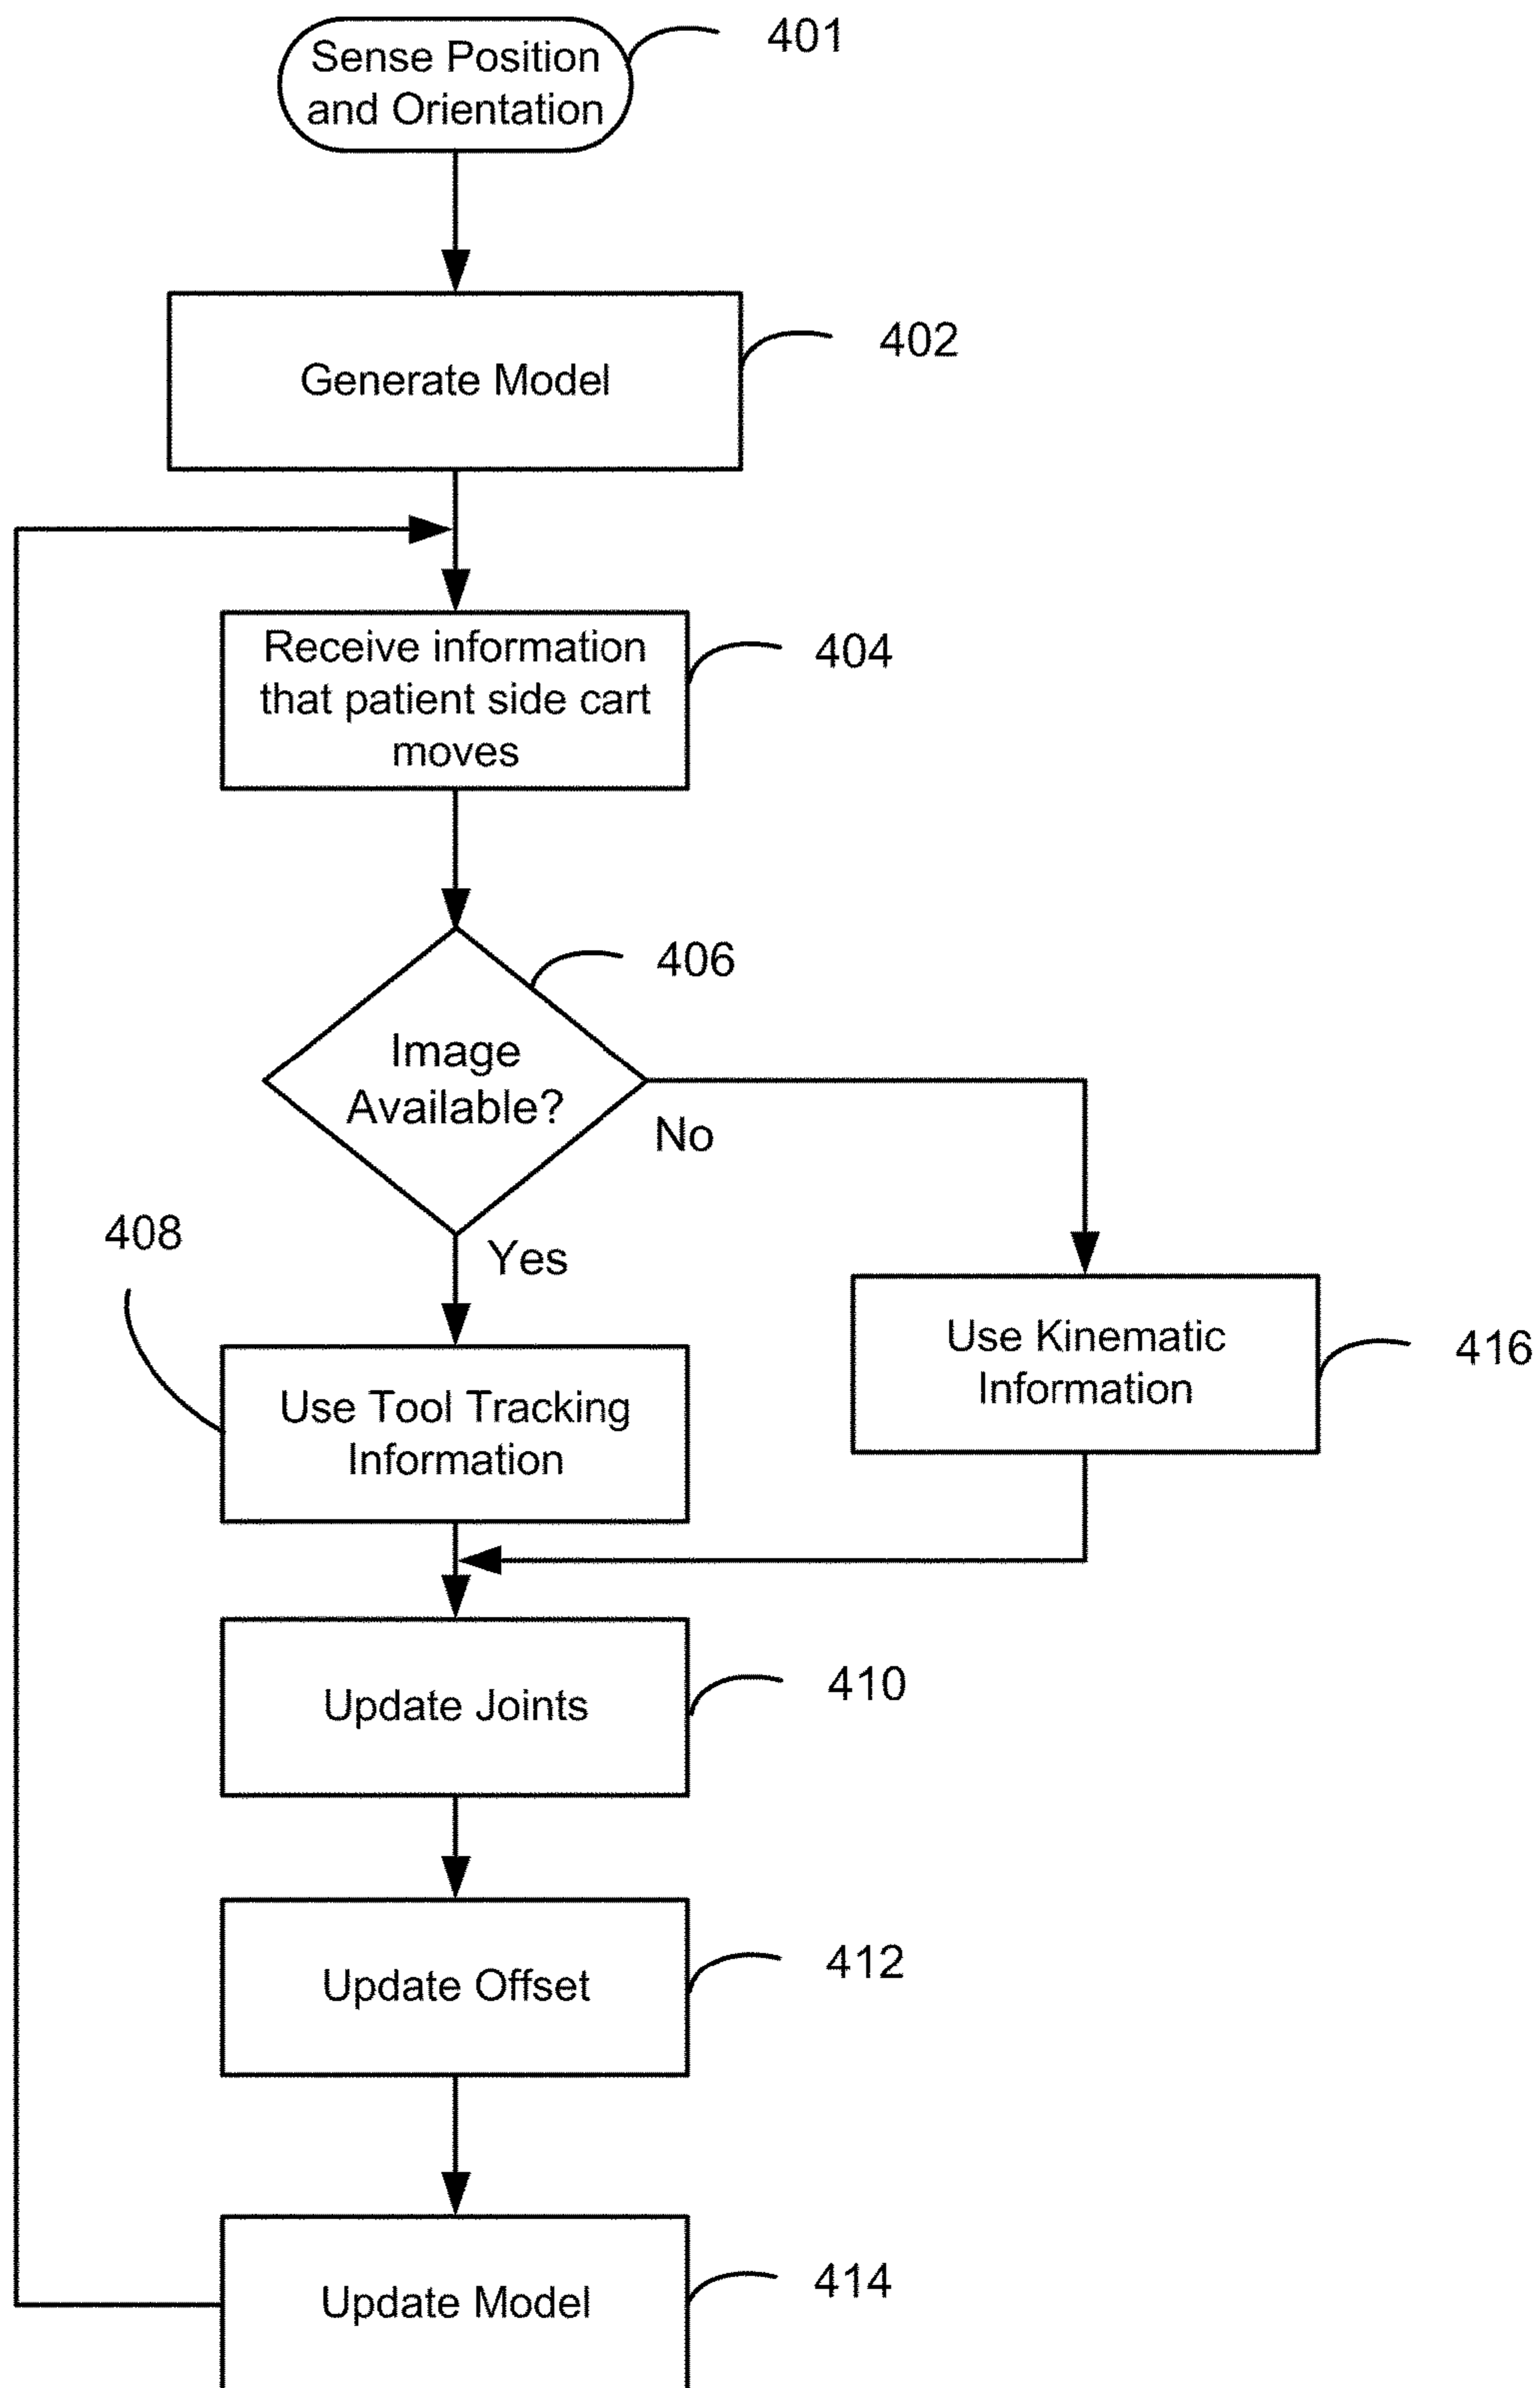 Sense Position
and Orientation
401
Generate Model
402
Receive information
that patient side cart
moves
404
Image
Available?
406
No
Yes
408
Use Tool Tracking
Information
Use Kinematic
Information
416
Update Joints
410
Update Offset
412
Update Model
414